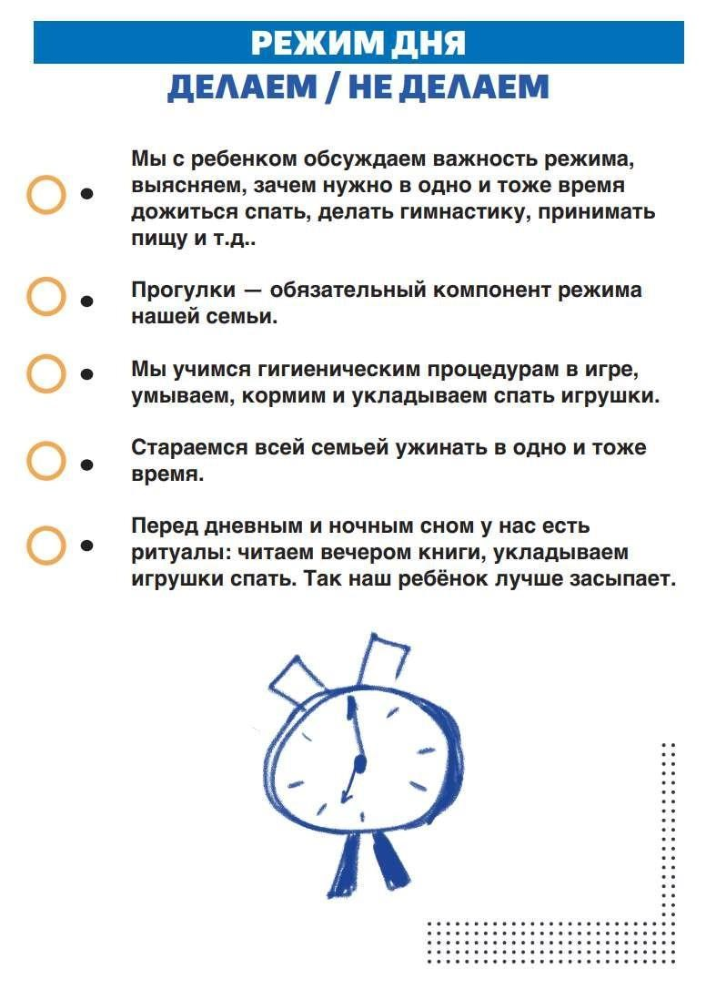 РЕЖИМ ДНЯ
ДЕЛАЕМ / НЕ ДЕЛАЕМ
Мы с ребенком обсуждаем важность режима,
выясняем, зачем нужно в одно и тоже время
дожиться спать, делать гимнастику, принимать
пищу и т.д..
Прогулки — обязательный компонент режима
нашей семьи.
Мы учимся гигиеническим процедурам в игре,
умываем, кормим и укладываем спать игрушки.
Стараемся всей семьей ужинать в одно и тоже
время.
Перед дневным и ночным сном у нас есть
ритуалы: читаем вечером книги, укладываем
игрушки спать. Так наш ребёнок лучше засыпает.